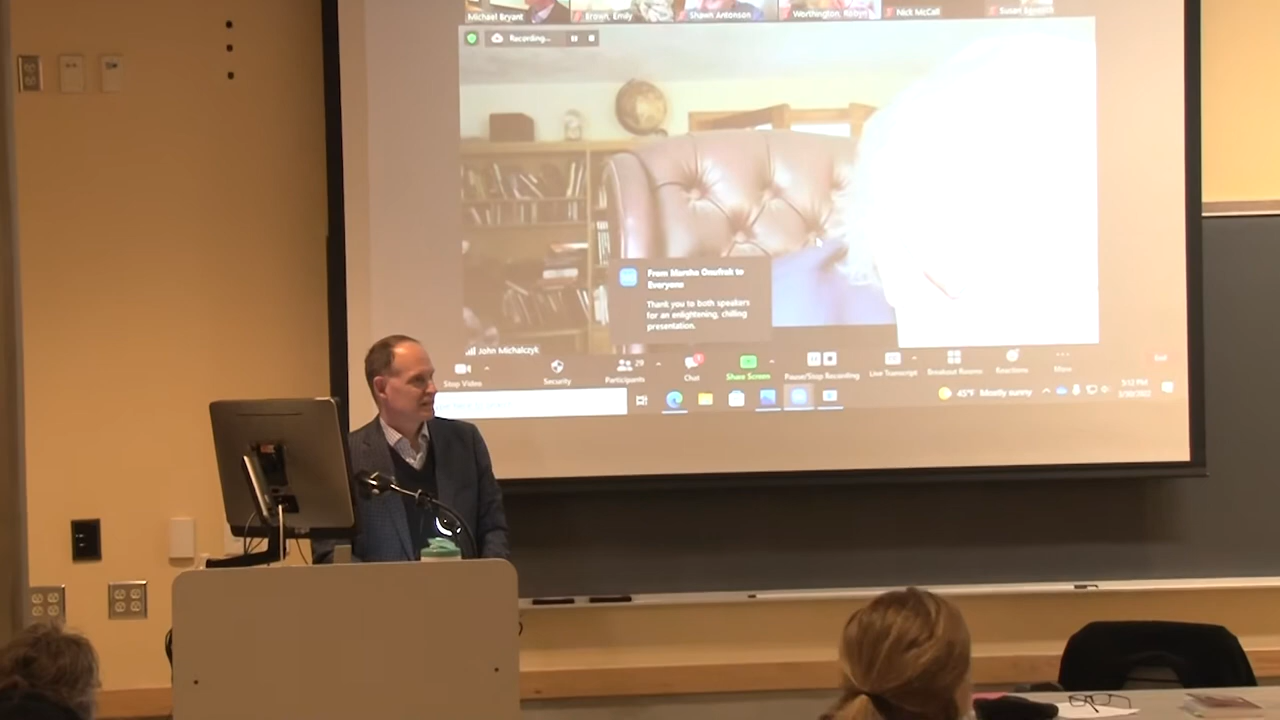 Michael Bryant
Brown, Emily
Shawn Antonson
Worthington, Robyn
Nick McCall
Susan
Recording...
From Marsha Onufrak to
Everyone
Thank you to both speakers
for an enlightening, chilling
presentation.
John Michalczyk
Stop Video
Security
Participants
29
Chat
Share Screen
Pause/Stop Recording
Live Transcript
Breakout Rooms
Reactions
More
End
45°F Mostly sunny
5:12 PM